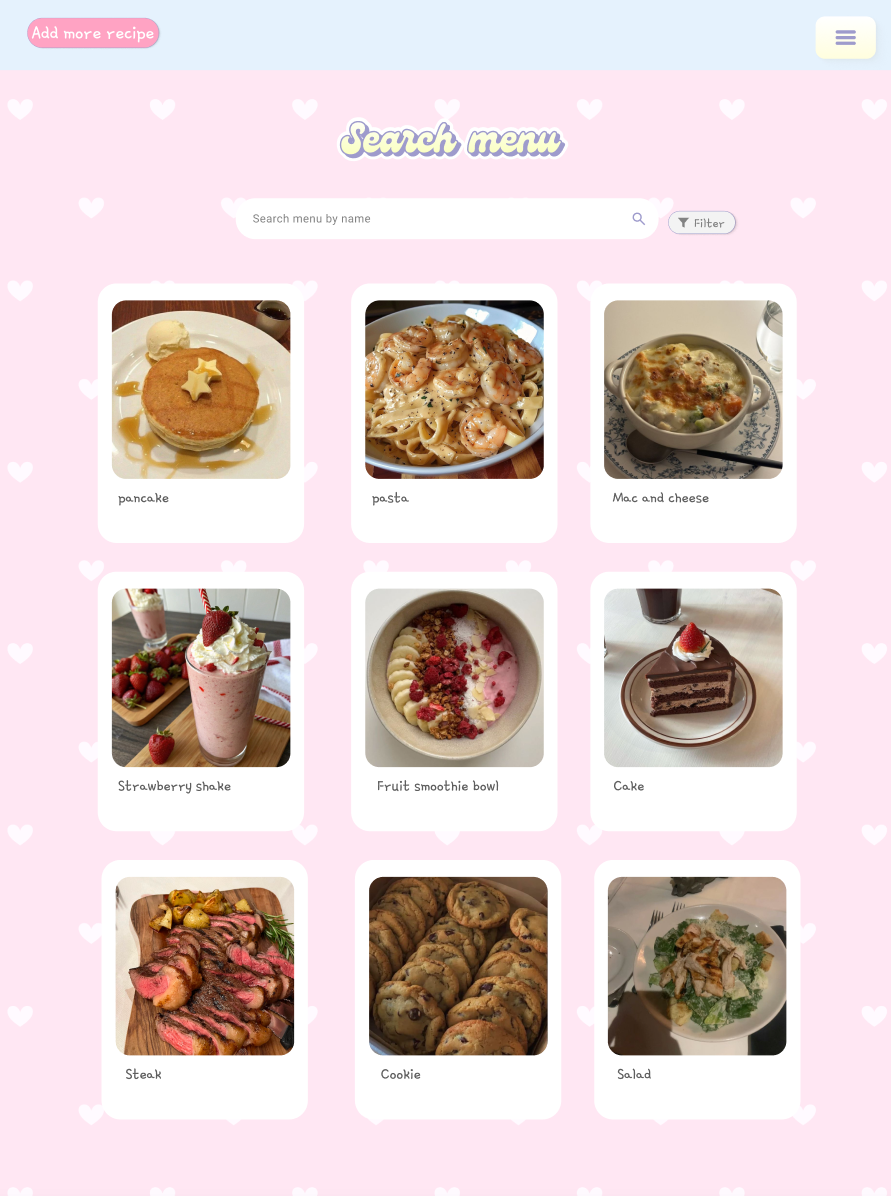 Add more recipe
Search menu
Search menu by name
Filter
pancake
pasta
Mac and cheese
Strawberry shake
Fruit smoothie bowl
Cake
Steak
Cookie
Salad